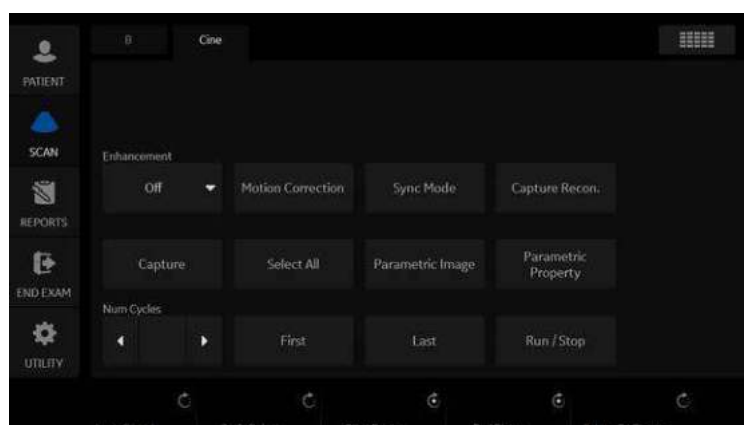 B
Cine
PATIENT
SCAN
REPORTS
END EXAM
UTILITY
Enhancement
Off
Motion Correction
Sync Mode
Capture Recon.
Capture
Select All
Parametric Image
Parametric
Property
Num Cycles
First
Last
Run / Stop